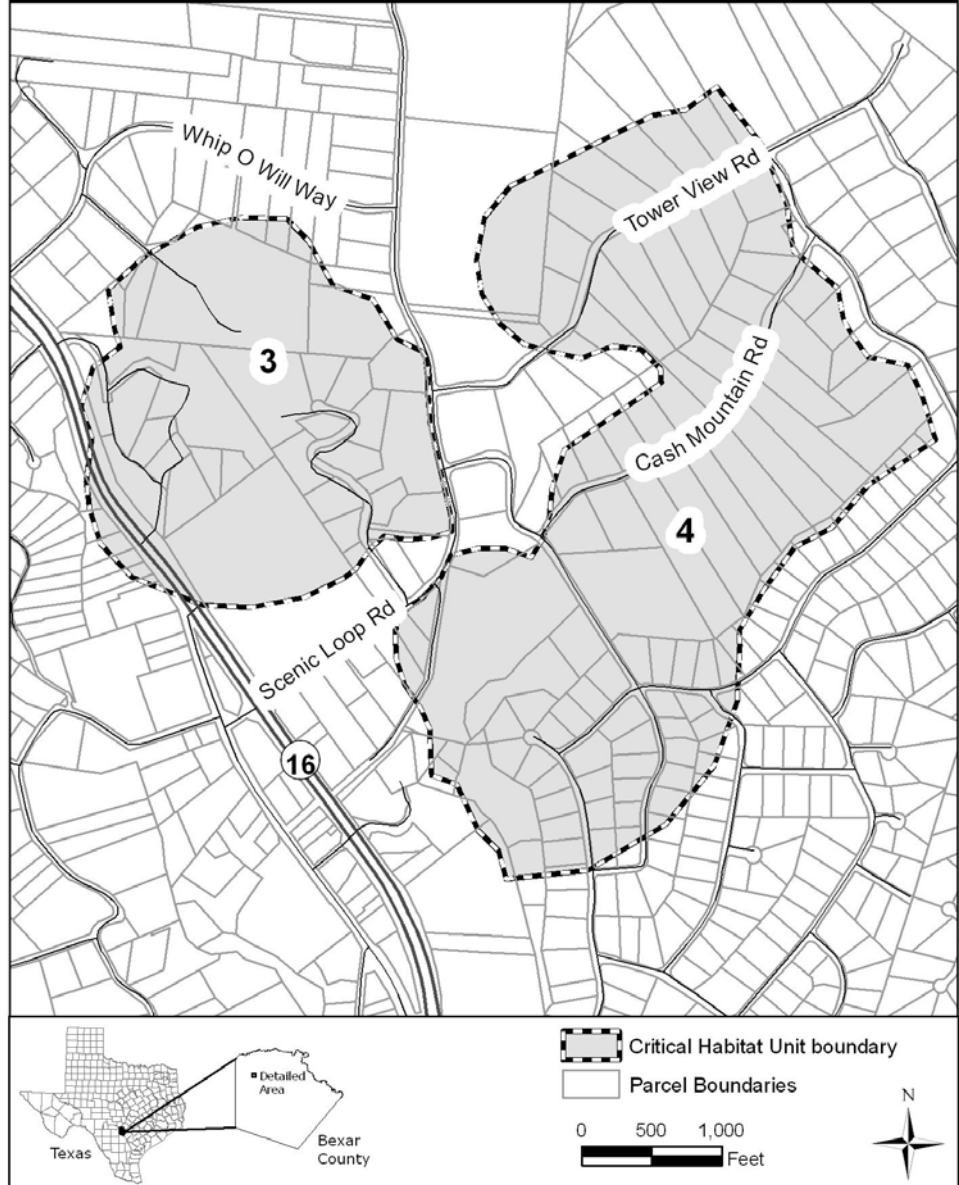 Whip O Will Way
Tower View Rd
3
Cash Mountain Rd
4
Scenic Loop Rd
16
Texas
Detailed
Area
Bexar
County
Critical Habitat Unit boundary
Parcel Boundaries
0 500 1,000
Feet
N